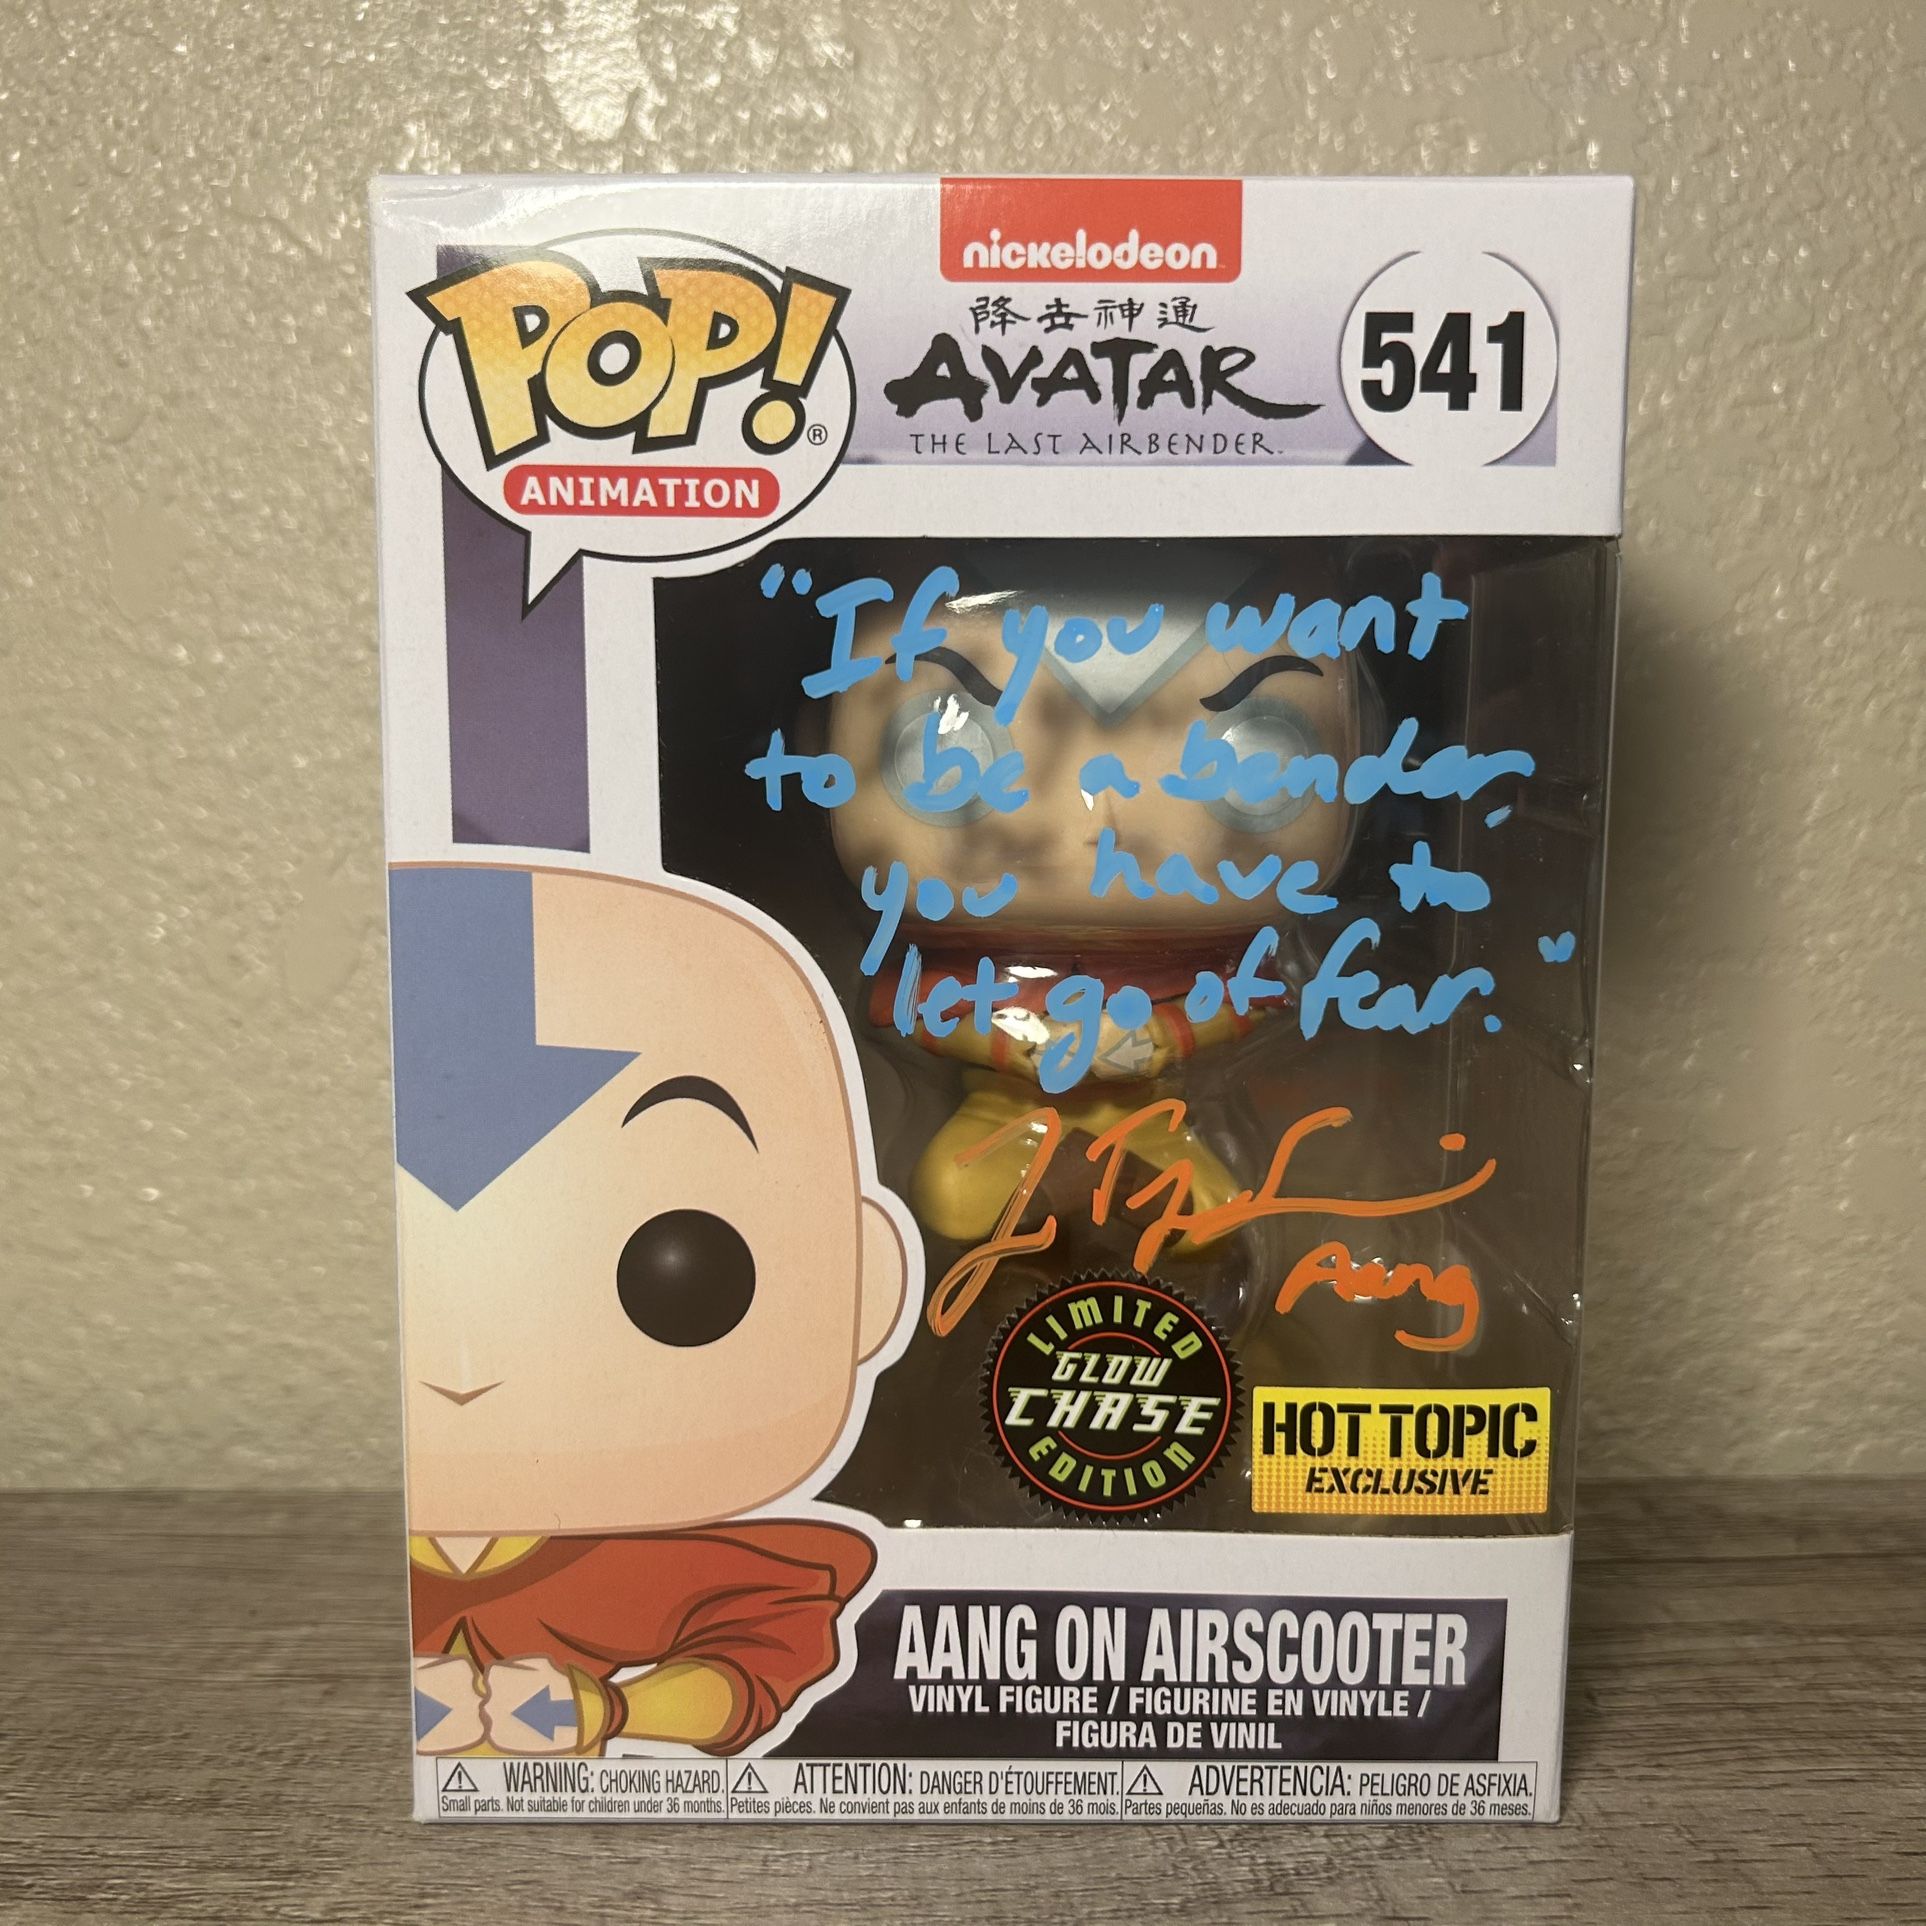 nickelodeon
POP!®
ANIMATION
降去神通
AVATAR
THE LAST AIRBENDER.
541
"If you want
to be a bender,
you have to
let go of fear."
Aang
LIMITED
GLOW
CHASE
EDITION
HOT TOPIC
EXCLUSIVE
AANG ON AIRSCOOTER
VINYL FIGURE / FIGURINE EN VINYLE /
FIGURA DE VINIL
WARNING: CHOKING HAZARD.
Small parts. Not suitable for children under 36 months.
ATTENTION: DANGER D'ÉTOUFFEMENT.
Petites pièces. Ne convient pas aux enfants de moins de 36 mois.
ADVERTENCIA: PELIGRO DE ASFIXIA.
Partes pequeñas. No es adecuado para niños menores de 36 meses.